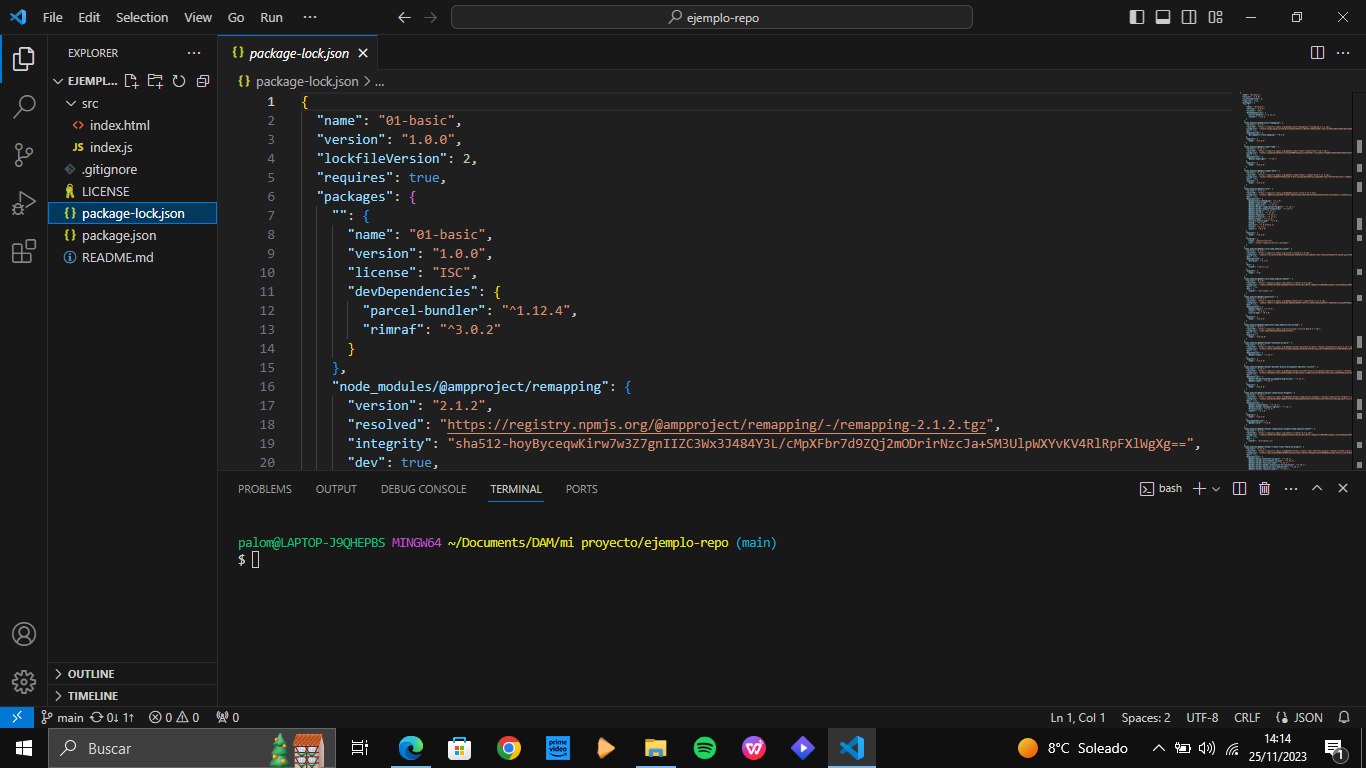 File Edit Selection View Go Run ··· ejemplo-repo
EXPLORER ···
EJEMPL...
src
index.html
JS index.js
.gitignore
LICENSE
{} package-lock.json
{} package.json
README.md
OUTLINE
TIMELINE
{} package-lock.json
{} package-lock.json > ...
1 {
2 "name": "01-basic",
3 "version": "1.0.0",
4 "lockfileVersion": 2,
5 "requires": true,
6 "packages": {
7 "": {
8 "name": "01-basic",
9 "version": "1.0.0",
10 "license": "ISC",
11 "devDependencies": {
12 "parcel-bundler": "^1.12.4",
13 "rimraf": "^3.0.2"
14 }
15 },
16 "node_modules/@ampproject/remapping": {
17 "version": "2.1.2",
18 "resolved": "https://registry.npmjs.org/@ampproject/remapping/-/remapping-2.1.2.tgz",
19 "integrity": "sha512-hoyByceqwKirw7w3Z7gnIIZC3Wx3J484Y3L/cMpXFbr7d9ZQj2mODrirNzcJa+SM3UlpWXYvKV4RlRpFXlWgXg==",
20 "dev": true,
PROBLEMS OUTPUT DEBUG CONSOLE TERMINAL PORTS bash
palom@LAPTOP-J9QHEPBS MINGW64 ~/Documents/DAM/mi proyecto/ejemplo-repo (main)
$
main 0↓ 1↑ 0 0 0 Ln 1, Col 1 Spaces: 2 UTF-8 CRLF {} JSON
Buscar
prime video
8°C Soleado
14:14
25/11/2023
1